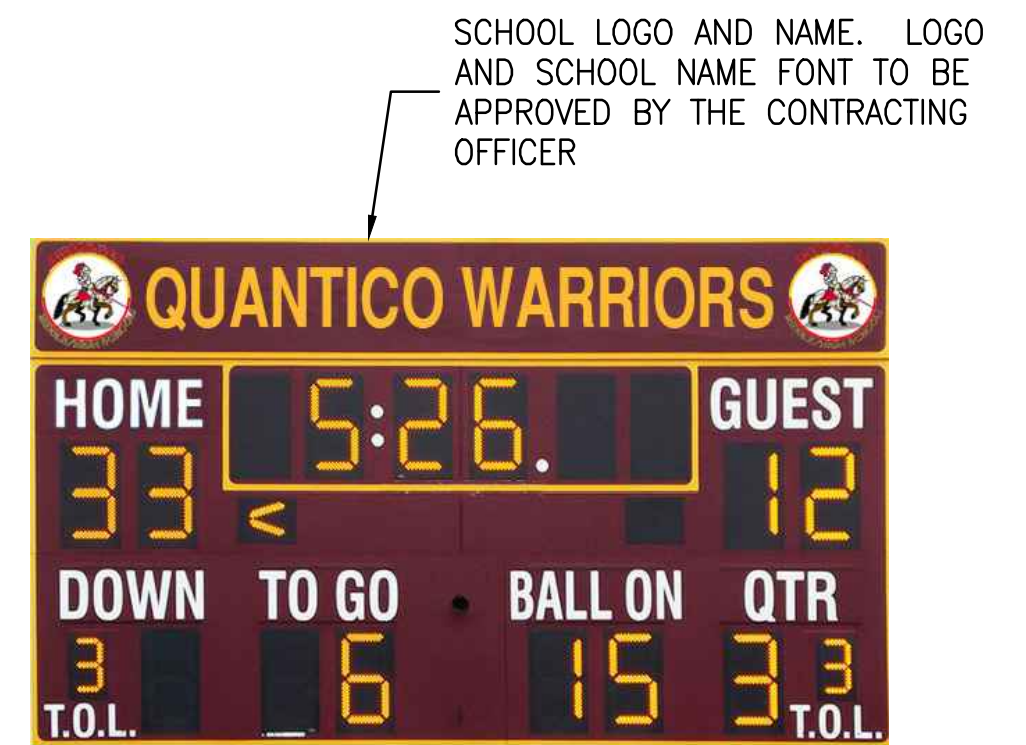 SCHOOL LOGO AND NAME. LOGO
AND SCHOOL NAME FONT TO BE
APPROVED BY THE CONTRACTING
OFFICER
QUANTICO WARRIORS
HOME 5:26. GUEST
33 < 12
DOWN TO GO BALL ON QTR
3 6 15 3 3
T.O.L. T.O.L.